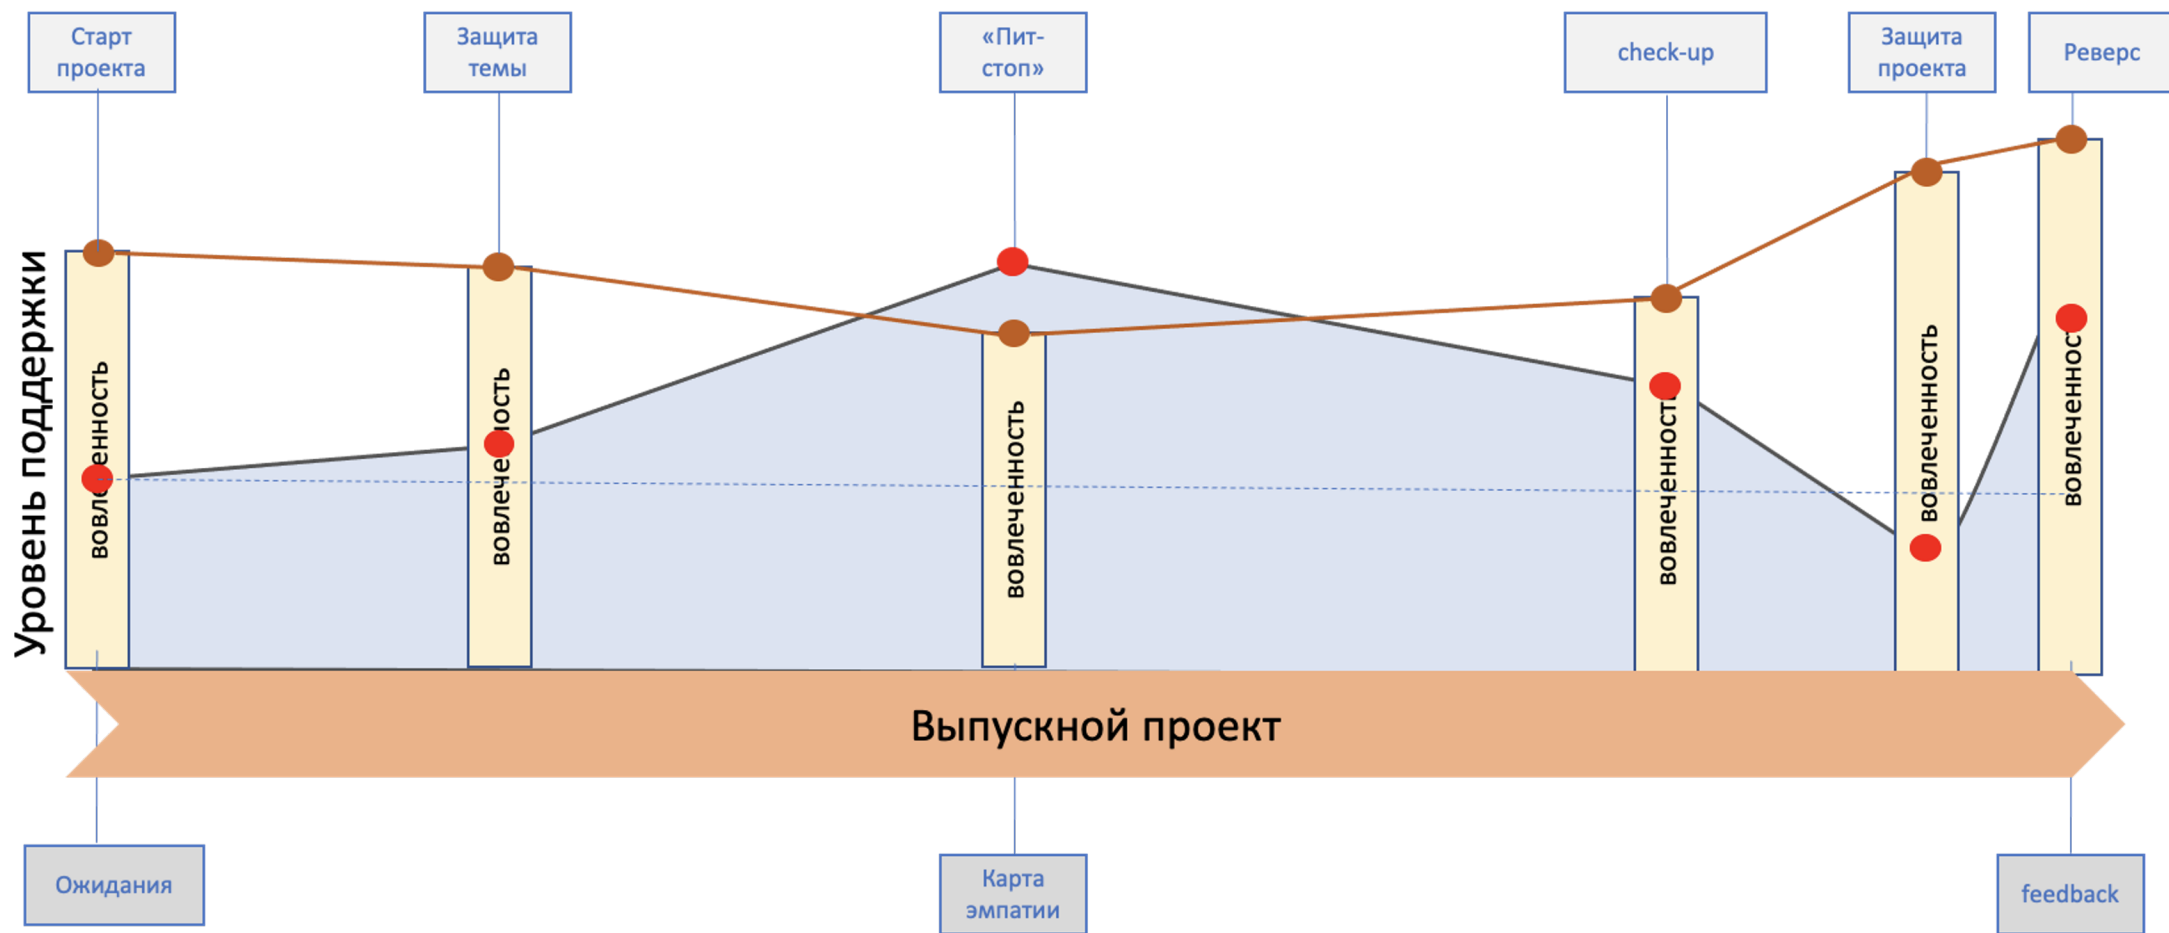 Старт
проекта
Защита
темы
«Пит-
стоп»
check-up
Защита
проекта
Реверс
Уровень поддержки
вовлеченность
вовлеченность
вовлеченность
вовлеченность
вовлеченность
вовлеченность
Выпускной проект
Ожидания
Карта
эмпатии
feedback